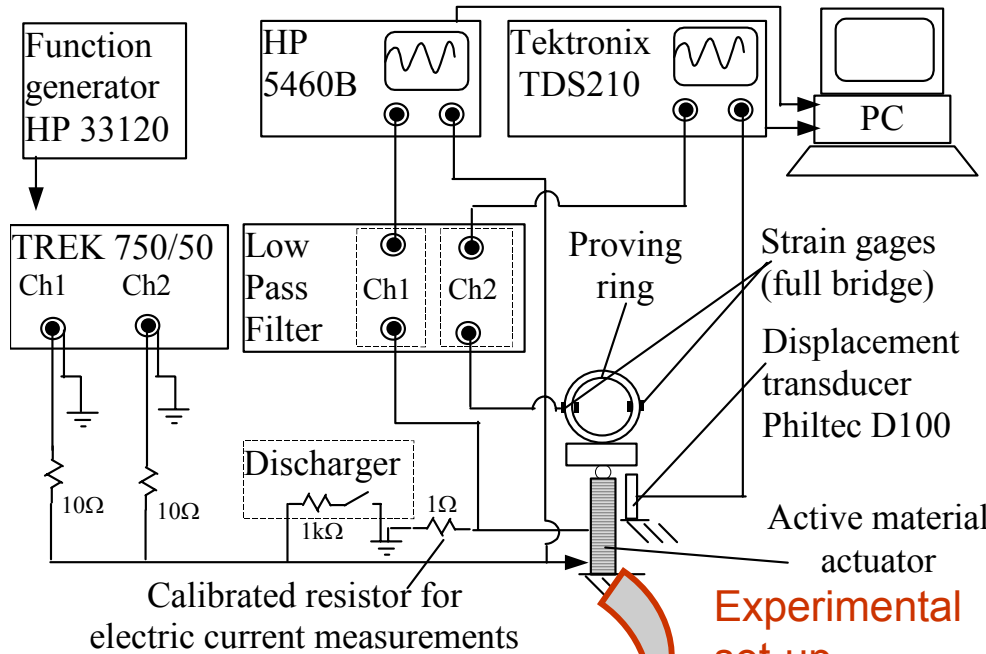 Function
generator
HP 33120
HP
5460B
Tektronix
TDS210
PC
TREK 750/50
Ch1
Ch2
Low
Pass
Filter
Ch1
Ch2
Proving
ring
Strain gages
(full bridge)
Displacement
transducer
Philtec D100
Discharger
10Ω
10Ω
1kΩ
1Ω
Active material
actuator
Calibrated resistor for
electric current measurements
Experimental
set-up